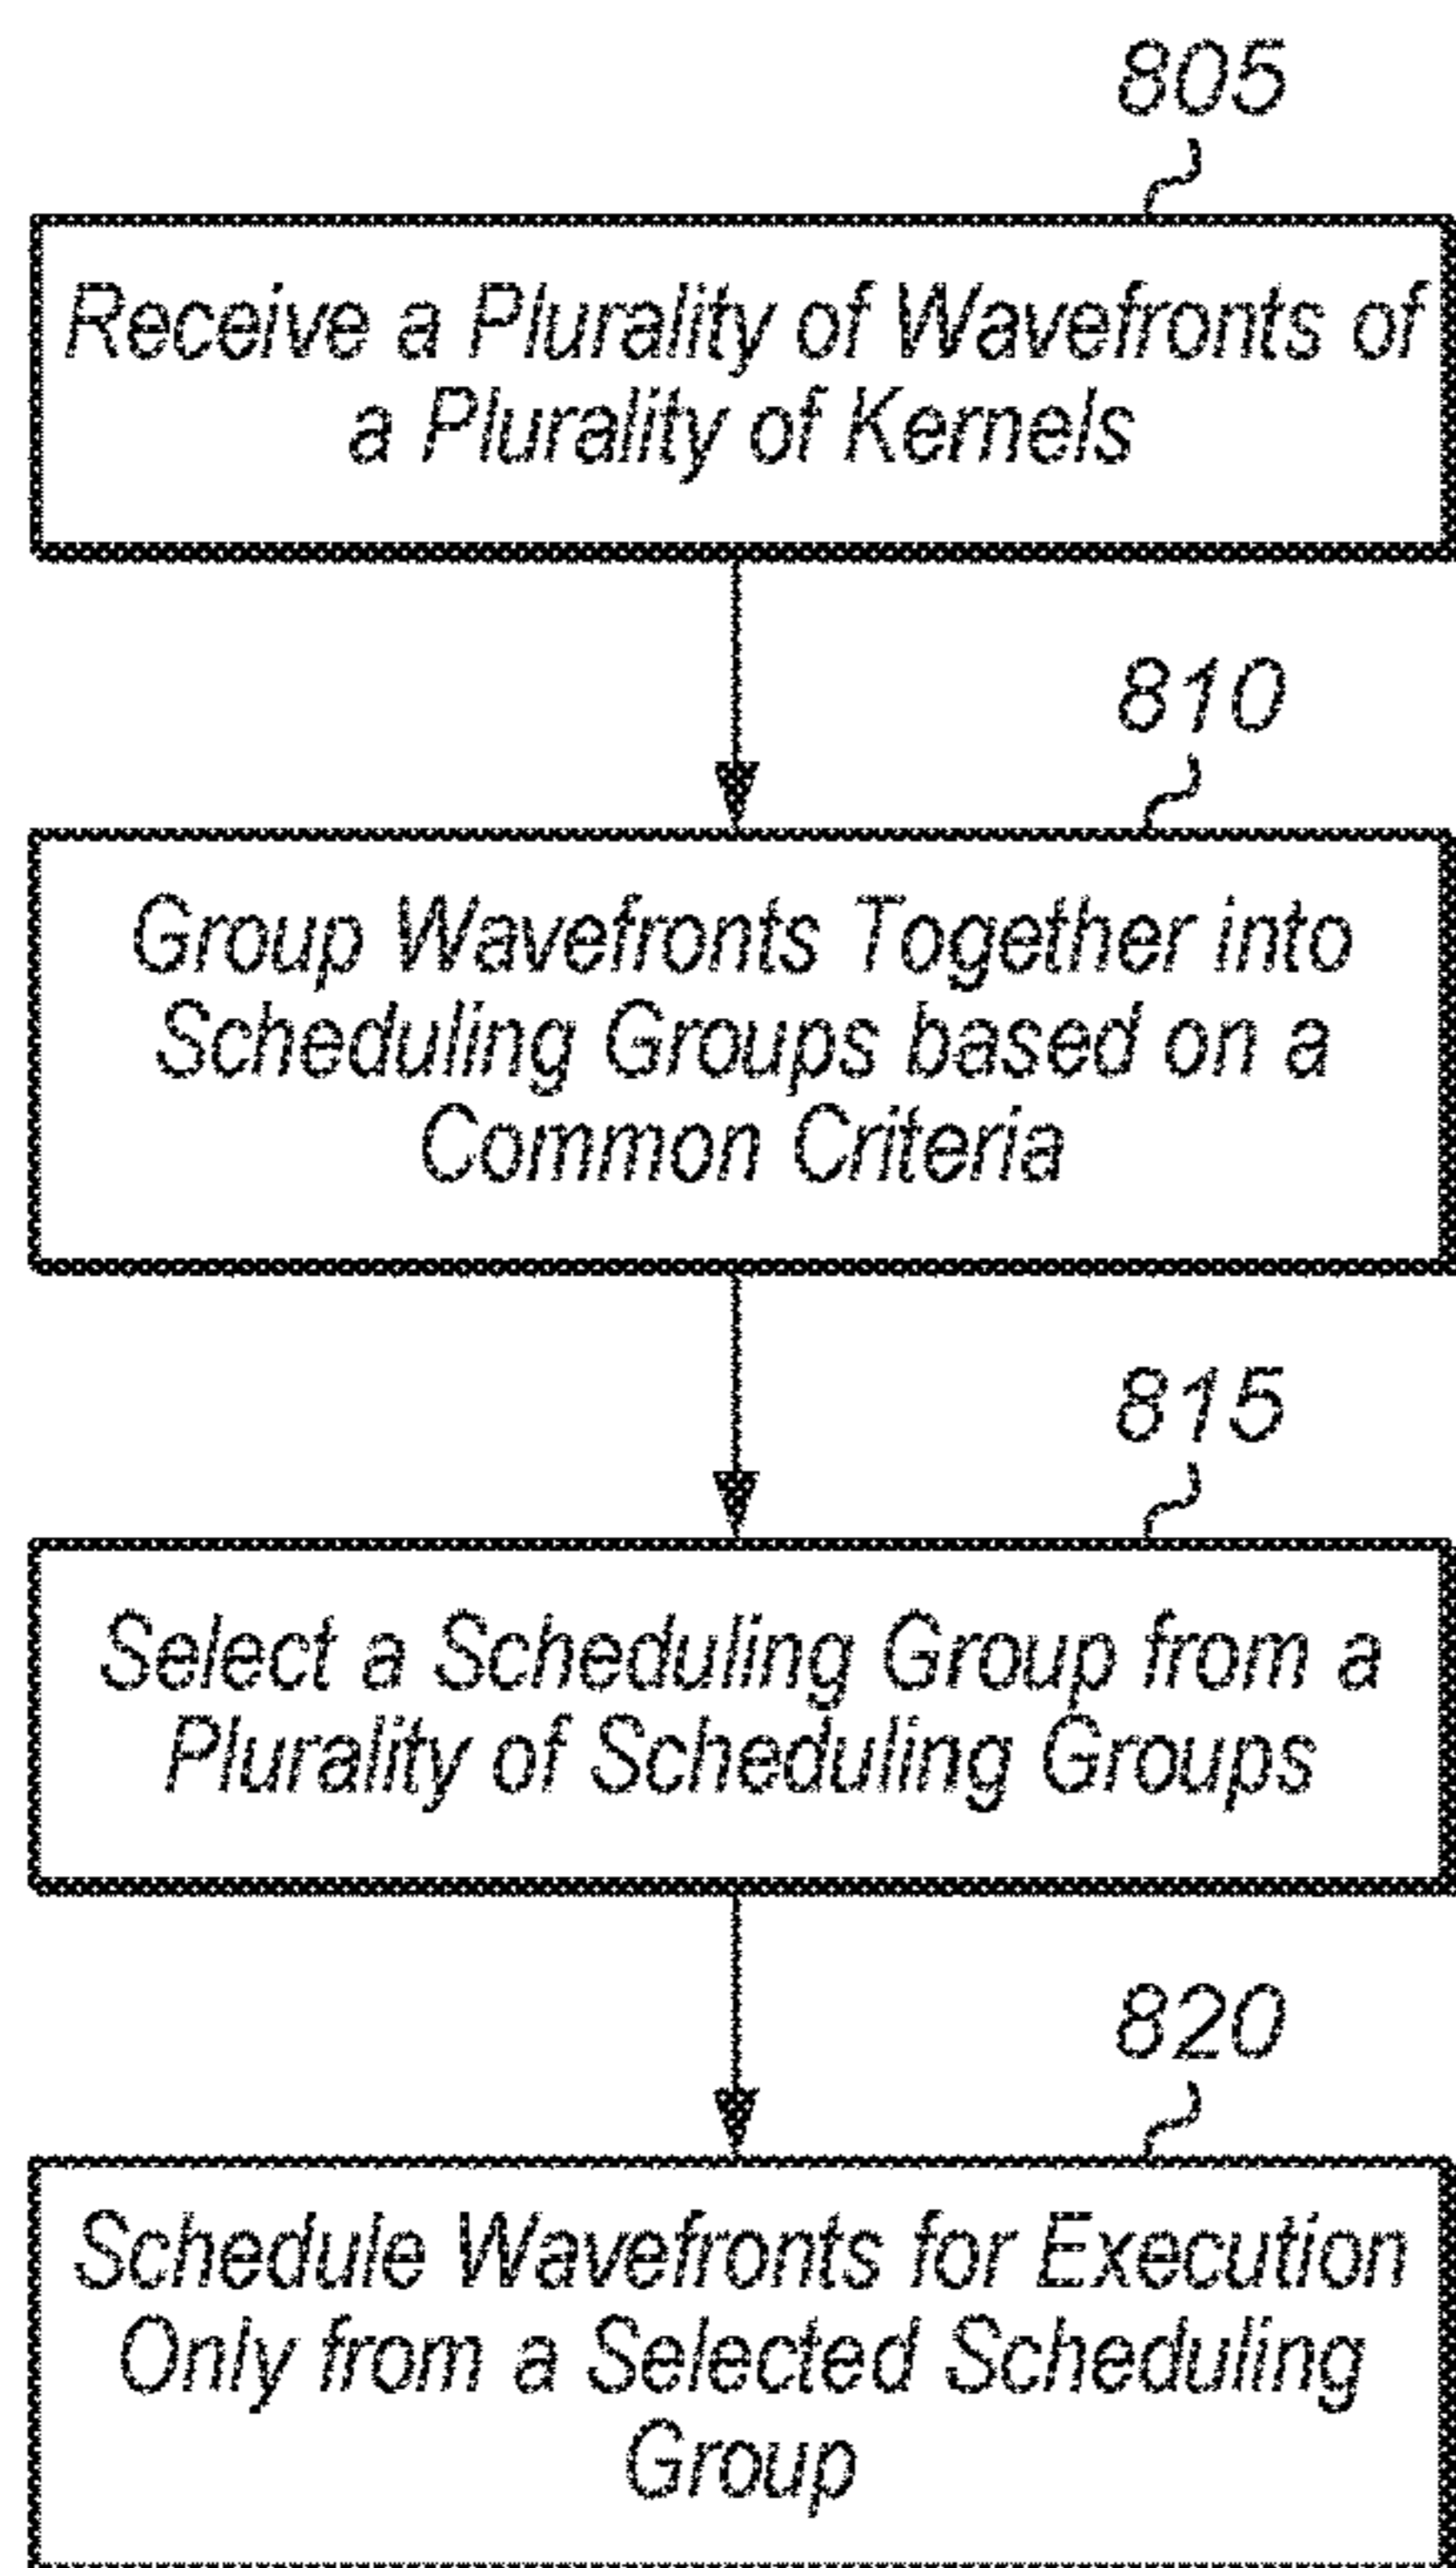 805
Receive a Plurality of Wavefronts of
a Plurality of Kernels
810
Group Wavefronts Together into
Scheduling Groups based on a
Common Criteria
815
Select a Scheduling Group from a
Plurality of Scheduling Groups
820
Schedule Wavefronts for Execution
Only from a Selected Scheduling
Group